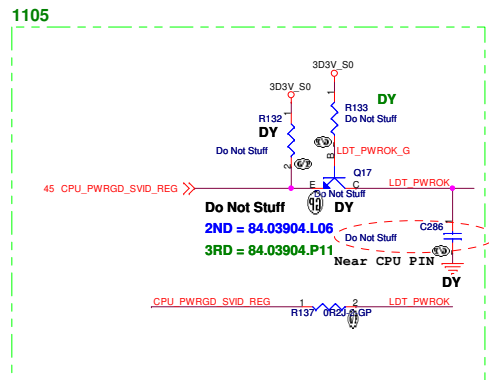 1105
3D3V_S0
3D3V_S0
1
R133
DY
Do Not Stuff
1
R132
DY
Do Not Stuff
2
LDT_PWROK_G
B
Q17
45 CPU_PWRGD_SVID_REG
E
C
LDT_PWROK
Do Not Stuff
Do Not Stuff
DY
2ND = 84.03904.L06
3RD = 84.03904.P11
1
C286
Do Not Stuff
Near CPU PIN
DY
CPU_PWRGD_SVID_REG
1
2
LDT_PWROK
R137